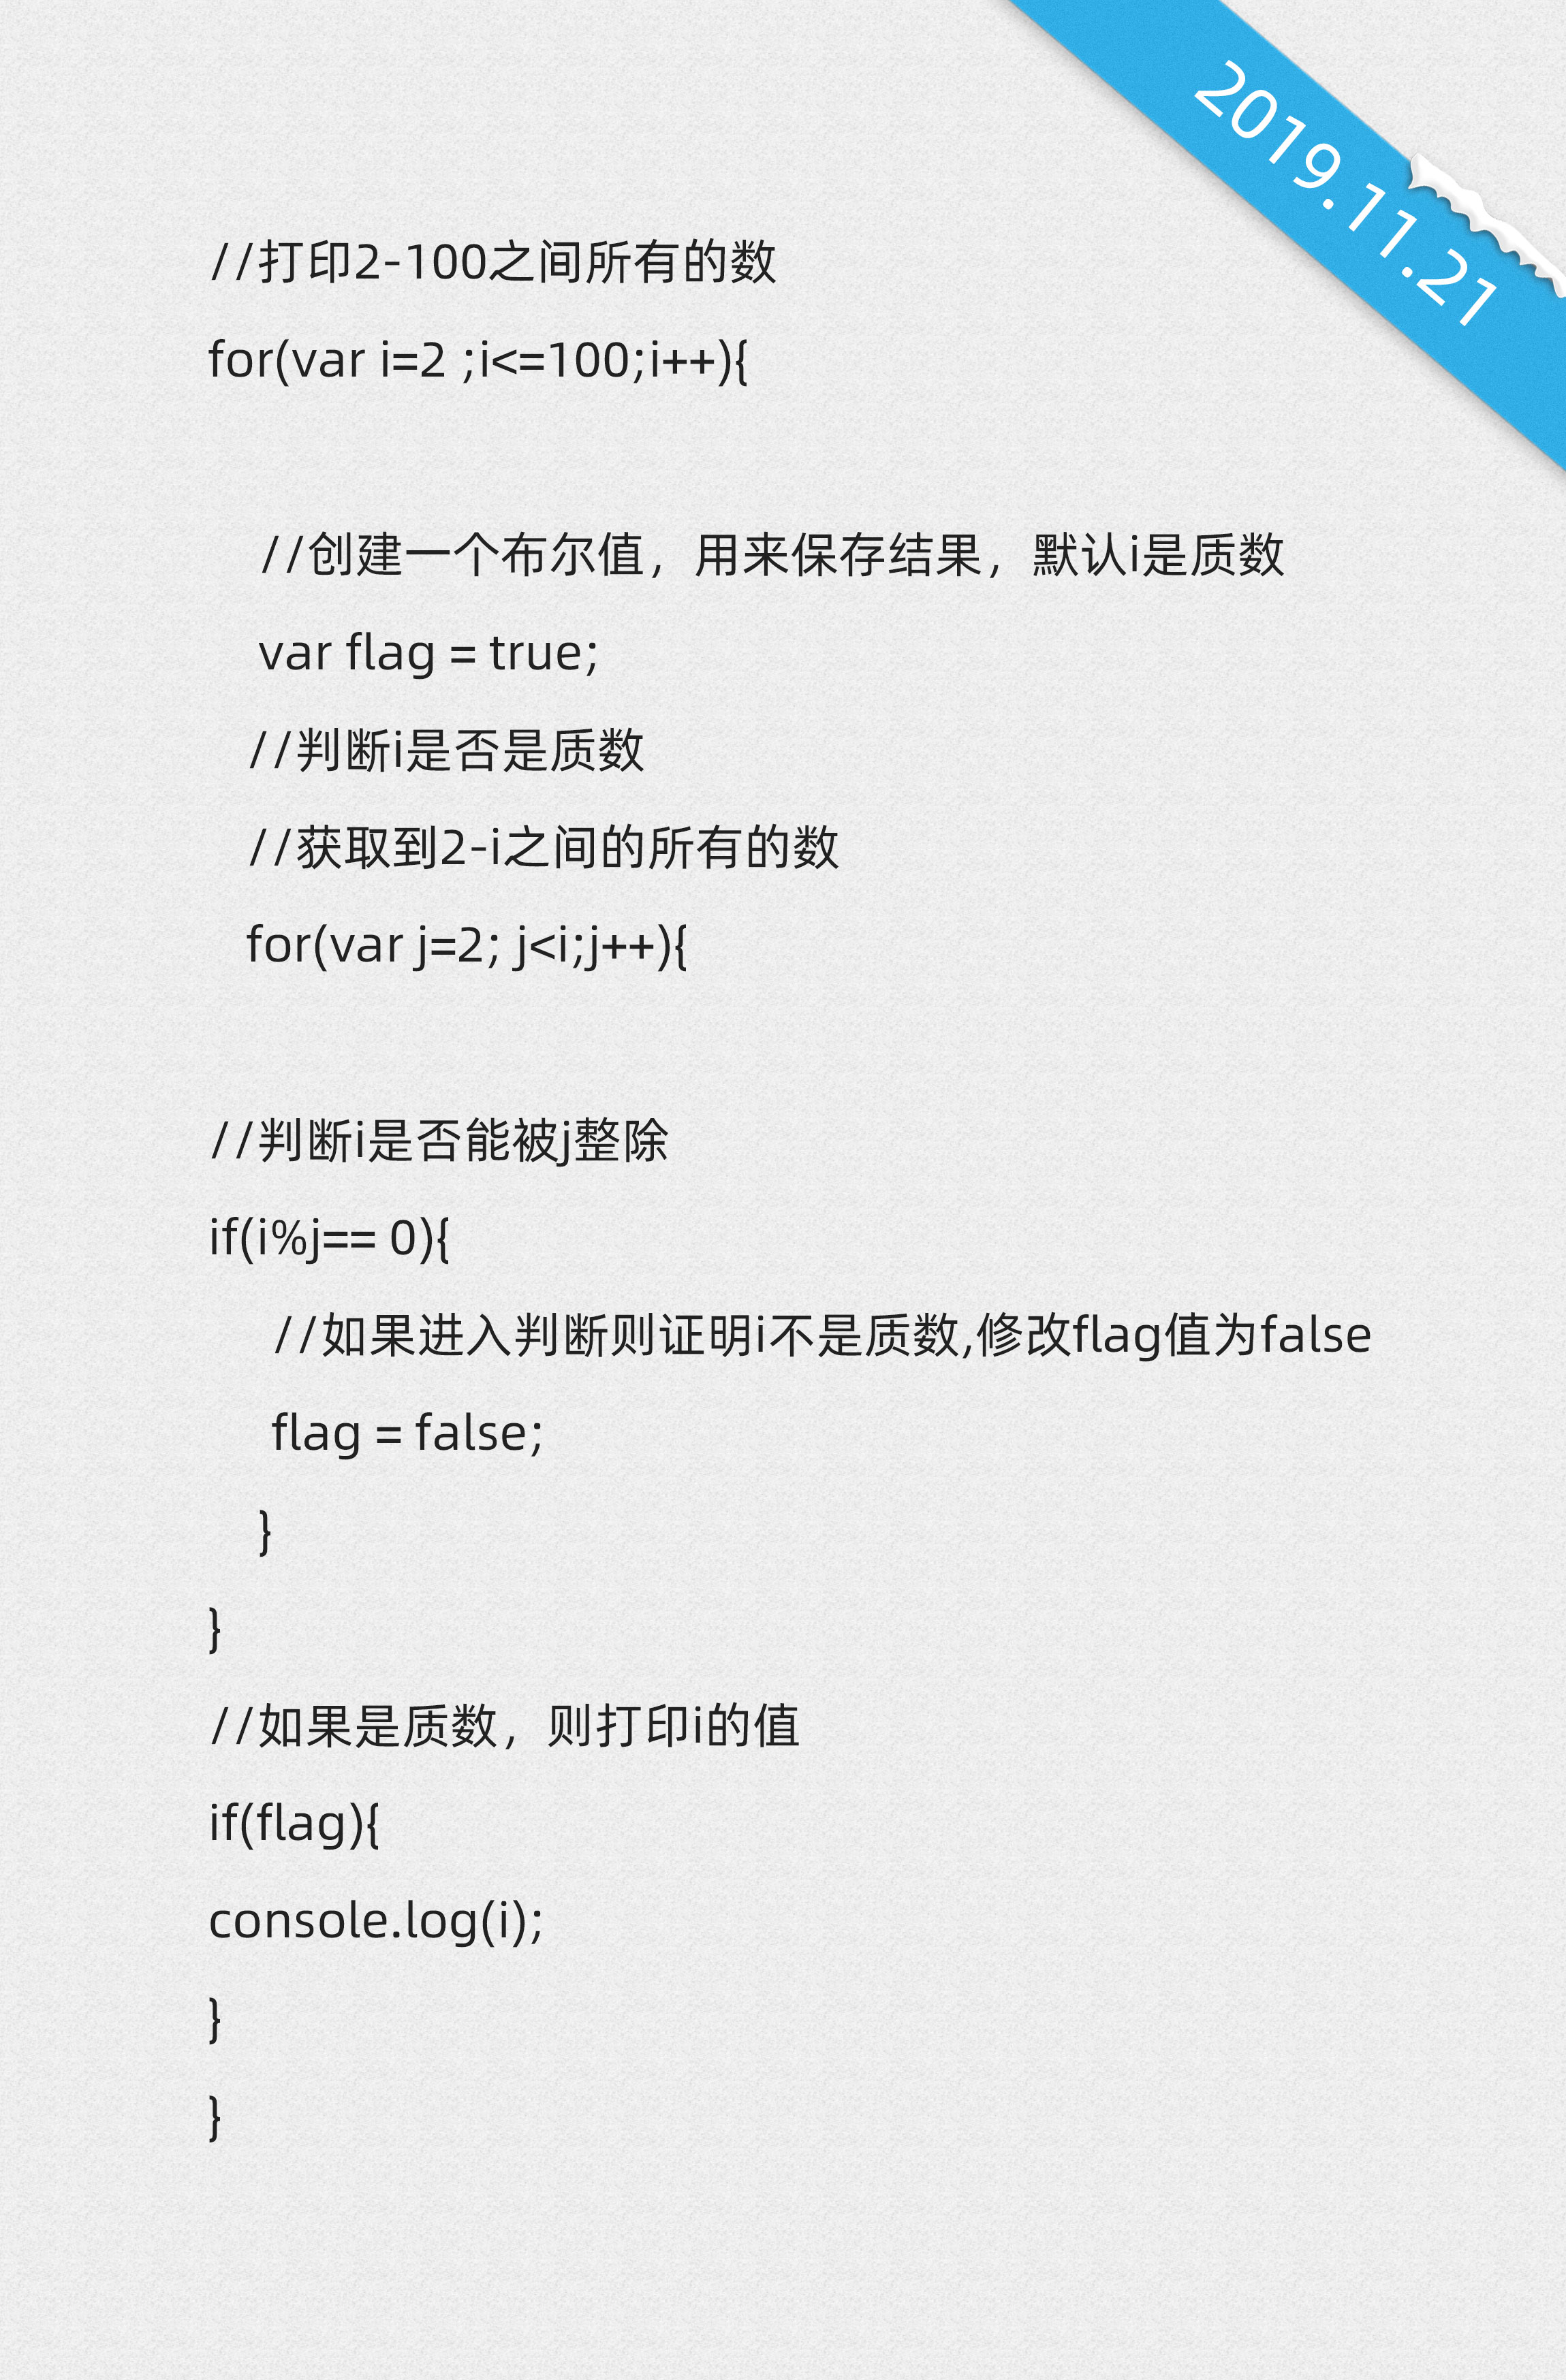 2019.11.21
//打印2-100之间所有的数
for(var i=2 ;i<=100;i++){
//创建一个布尔值，用来保存结果，默认i是质数
var flag = true;
//判断i是否是质数
//获取到2-i之间的所有的数
for(var j=2; j<i;j++){
//判断i是否能被j整除
if(i%j== 0){
//如果进入判断则证明i不是质数,修改flag值为false
flag = false;
}
}
//如果是质数，则打印i的值
if(flag){
console.log(i);
}
}